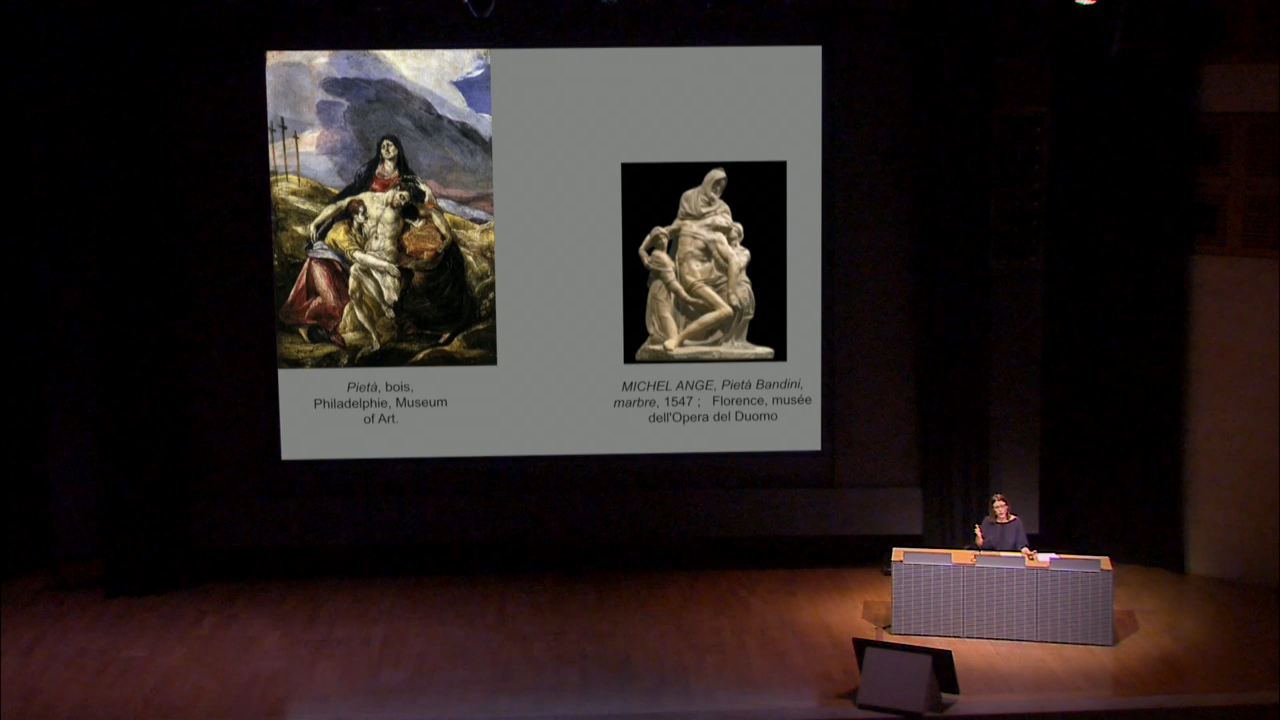 Pietà, bois,
Philadelphie, Museum
of Art.
MICHEL ANGE, Pietà Bandini,
marbre, 1547 ; Florence, musée
dell'Opera del Duomo